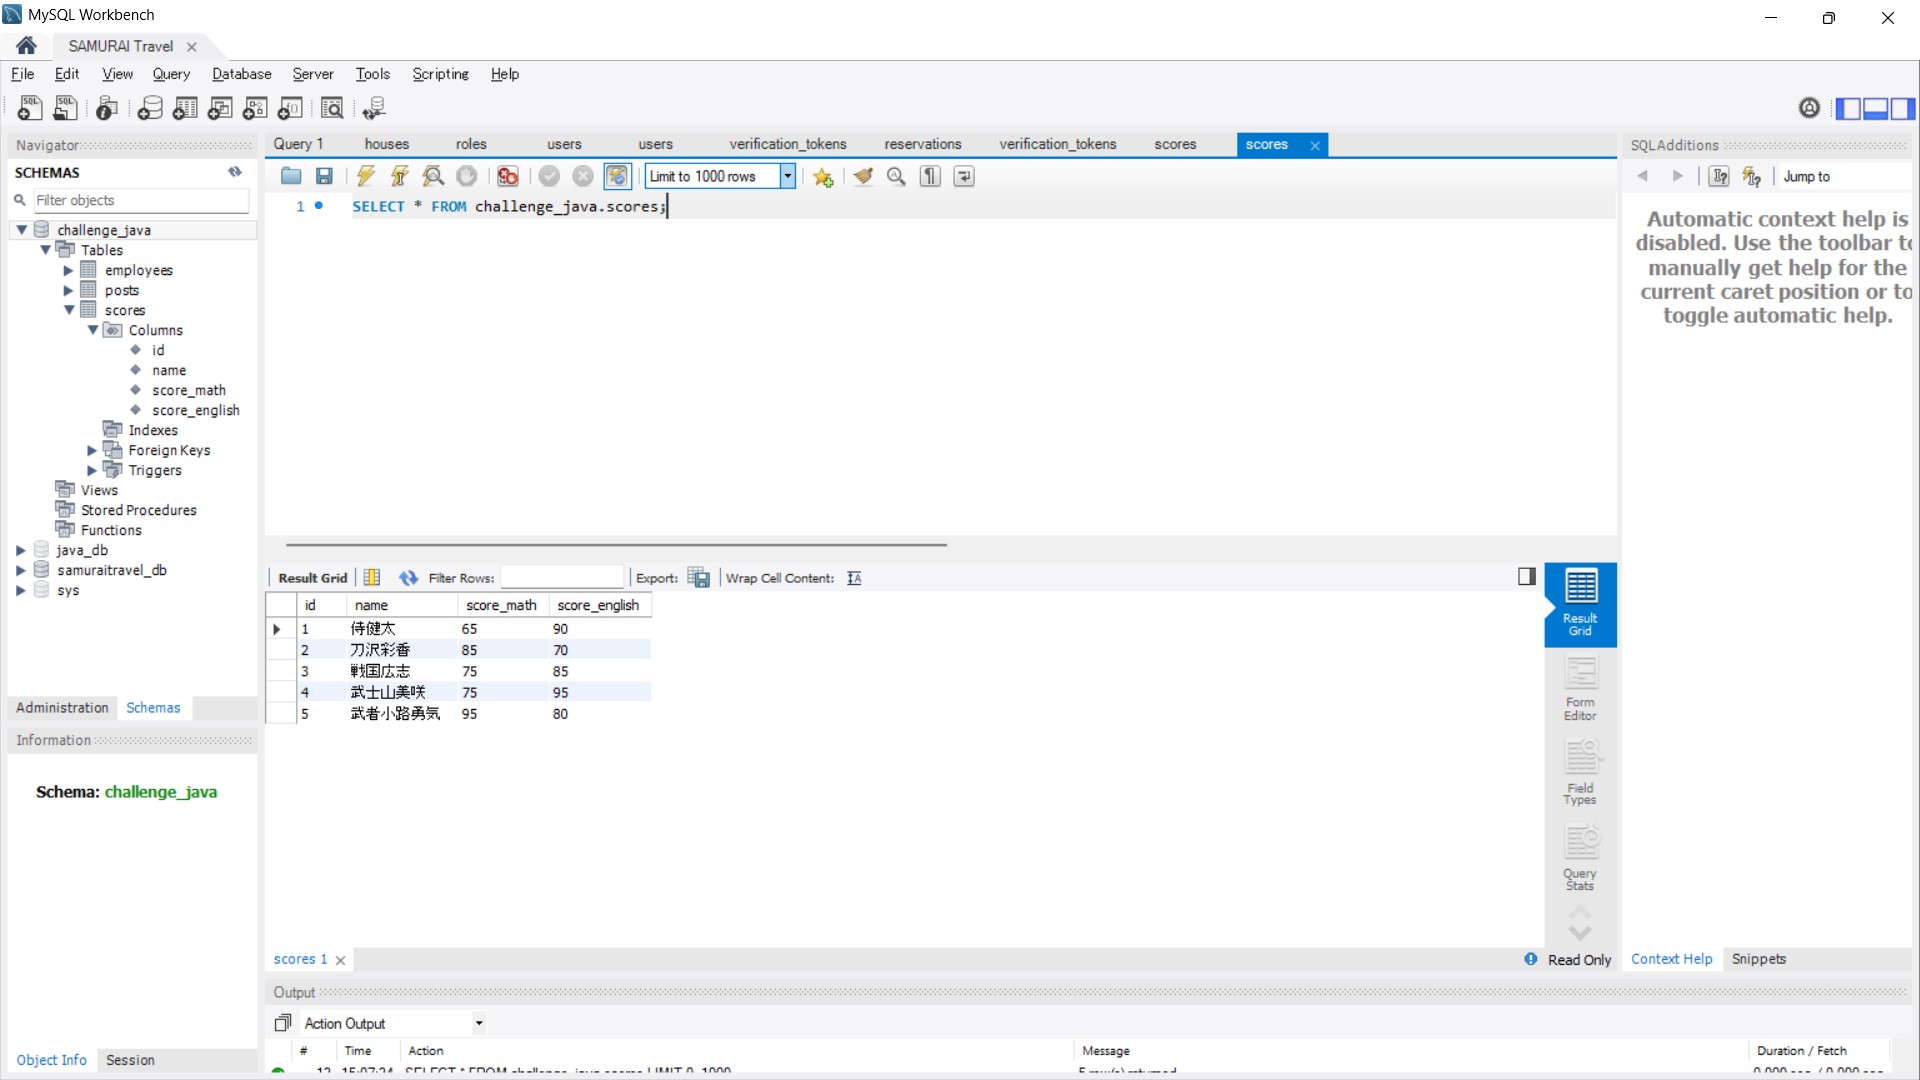 MySQL Workbench
SAMURAI Travel
File Edit View Query Database Server Tools Scripting Help
Navigator
SCHEMAS
Filter objects
challenge_java
Tables
employees
posts
scores
Columns
id
name
score_math
score_english
Indexes
Foreign Keys
Triggers
Views
Stored Procedures
Functions
java_db
samuraitravel_db
sys
Administration Schemas
Information
Schema: challenge_java
Object Info Session
Query 1 houses roles users users verification_tokens reservations verification_tokens scores scores
Limit to 1000 rows
1 SELECT * FROM challenge_java.scores;
Result Grid Filter Rows: Export: Wrap Cell Content:
id name score_math score_english
1 侍健太 65 90
2 刀沢彩香 85 70
3 戦国広志 75 85
4 武士山美咲 75 95
5 武者小路勇気 95 80
Result
Grid
Form
Editor
Field
Types
Query
Stats
scores 1 Read Only
Output
Action Output
# Time Action Message Duration / Fetch
12 15:07:24 SELECT * FROM challenge_java.scores LIMIT 0, 1000 5 row(s) returned 0.000 sec / 0.000 sec
SQLAdditions
Jump to
Automatic context help is
disabled. Use the toolbar to
manually get help for the
current caret position or to
toggle automatic help.
Context Help Snippets